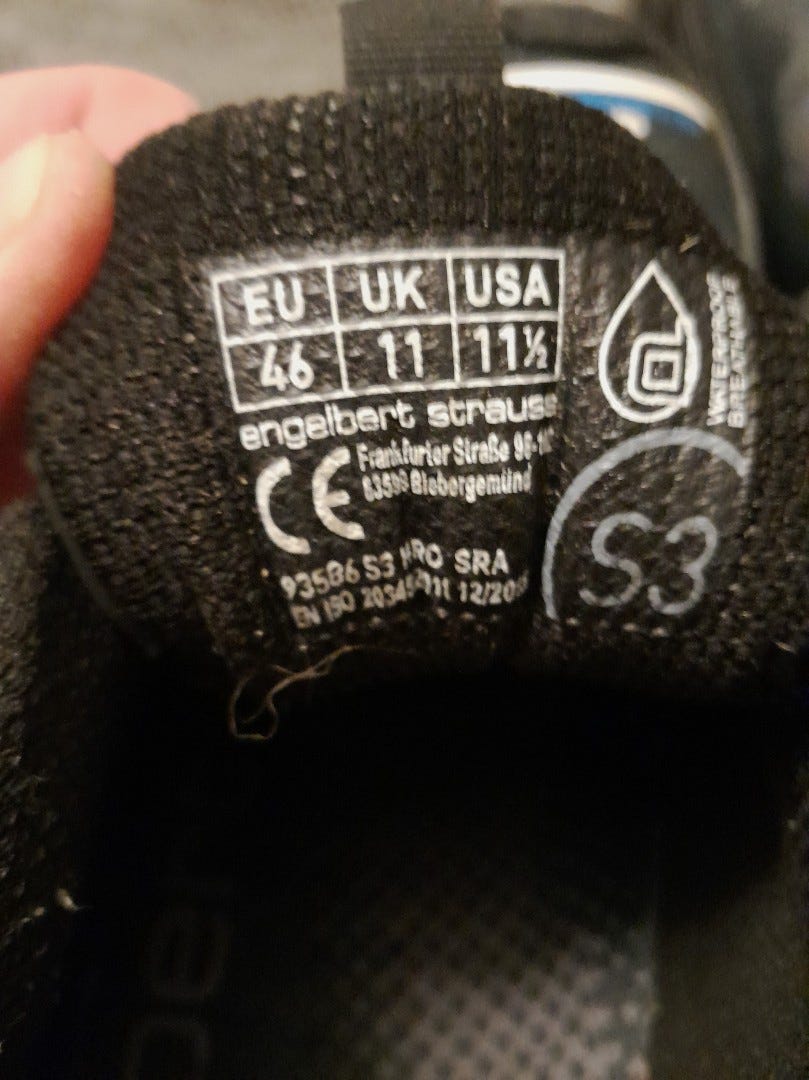 EU UK USA
46 11 11½
engelbert strauss
CE
Frankfurter Straße
Biebergemünd
93586 S3 HRO SRA
EN ISO
WATERPROOF
BREATHABLE
S3